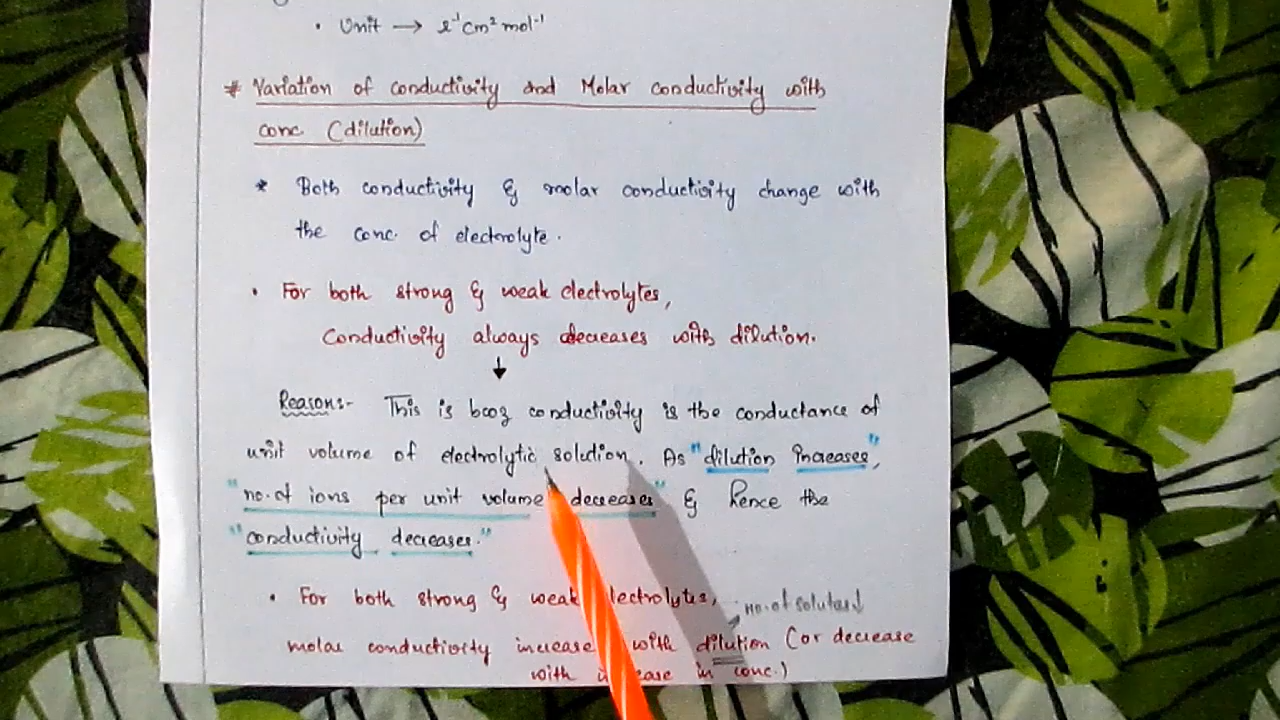 • Unit → Ω⁻¹cm² mol⁻¹
# Variation of conductivity and Molar conductivity with
conc. (dilution)
* Both conductivity & molar conductivity change with
the conc. of electrolyte.
• For both strong & weak electrolytes,
Conductivity always decreases with dilution.
↓
Reasons:- This is bcoz conductivity is the conductance of
unit volume of electrolytic solution. As "dilution increases",
"no. of ions per unit volume decreases" & hence the
"conductivity decreases."
• For both strong & weak electrolytes,
no. of solute↓
molar conductivity increase with dilution (or decrease
with increase in conc.)